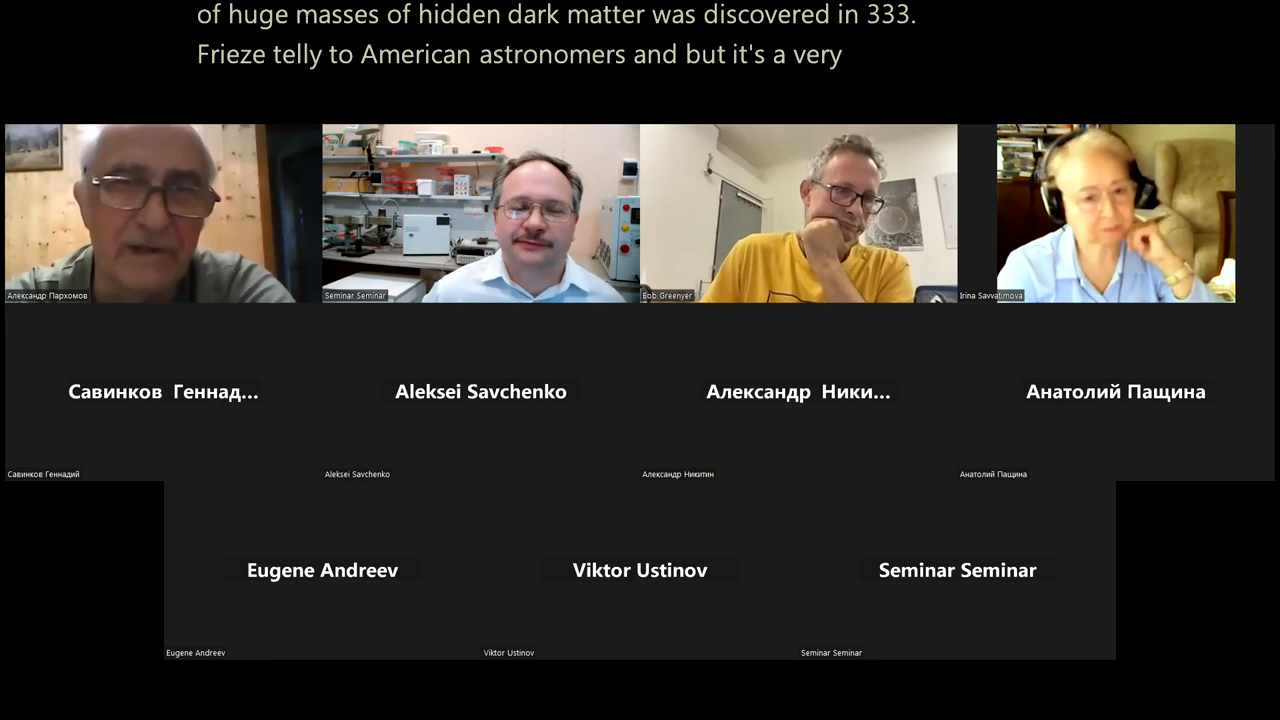 of huge masses of hidden dark matter was discovered in 333.
Frieze telly to American astronomers and but it's a very
Александр Пархомов
Seminar Seminar
Bob Greenyer
Irina Savvatimova
Савинков Геннад...
Aleksei Savchenko
Александр Ники...
Анатолий Пащина
Савинков Геннадий
Aleksei Savchenko
Александр Никитин
Анатолий Пащина
Eugene Andreev
Viktor Ustinov
Seminar Seminar
Eugene Andreev
Viktor Ustinov
Seminar Seminar